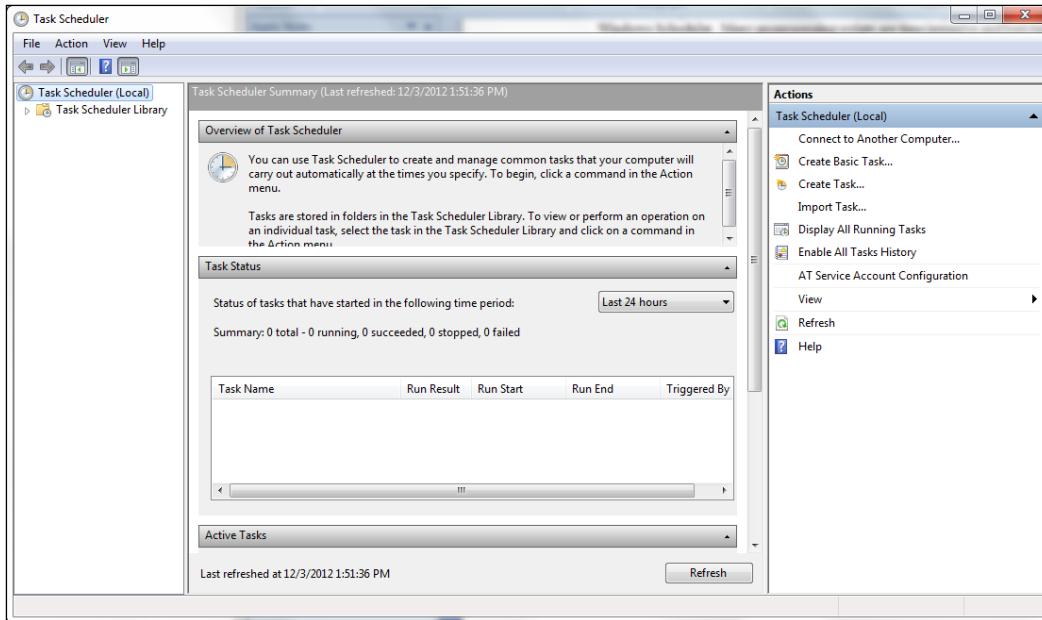 Task Scheduler
File Action View Help
Task Scheduler (Local)
Task Scheduler Library
Task Scheduler Summary (Last refreshed: 12/3/2012 1:51:36 PM)
Overview of Task Scheduler
You can use Task Scheduler to create and manage common tasks that your computer will
carry out automatically at the times you specify. To begin, click a command in the Action
menu.
Tasks are stored in folders in the Task Scheduler Library. To view or perform an operation on
an individual task, select the task in the Task Scheduler Library and click on a command in
the Action menu
Task Status
Status of tasks that have started in the following time period:
Last 24 hours
Summary: 0 total - 0 running, 0 succeeded, 0 stopped, 0 failed
Task Name Run Result Run Start Run End Triggered By
Active Tasks
Last refreshed at 12/3/2012 1:51:36 PM
Refresh
Actions
Task Scheduler (Local)
Connect to Another Computer...
Create Basic Task...
Create Task...
Import Task...
Display All Running Tasks
Enable All Tasks History
AT Service Account Configuration
View
Refresh
Help